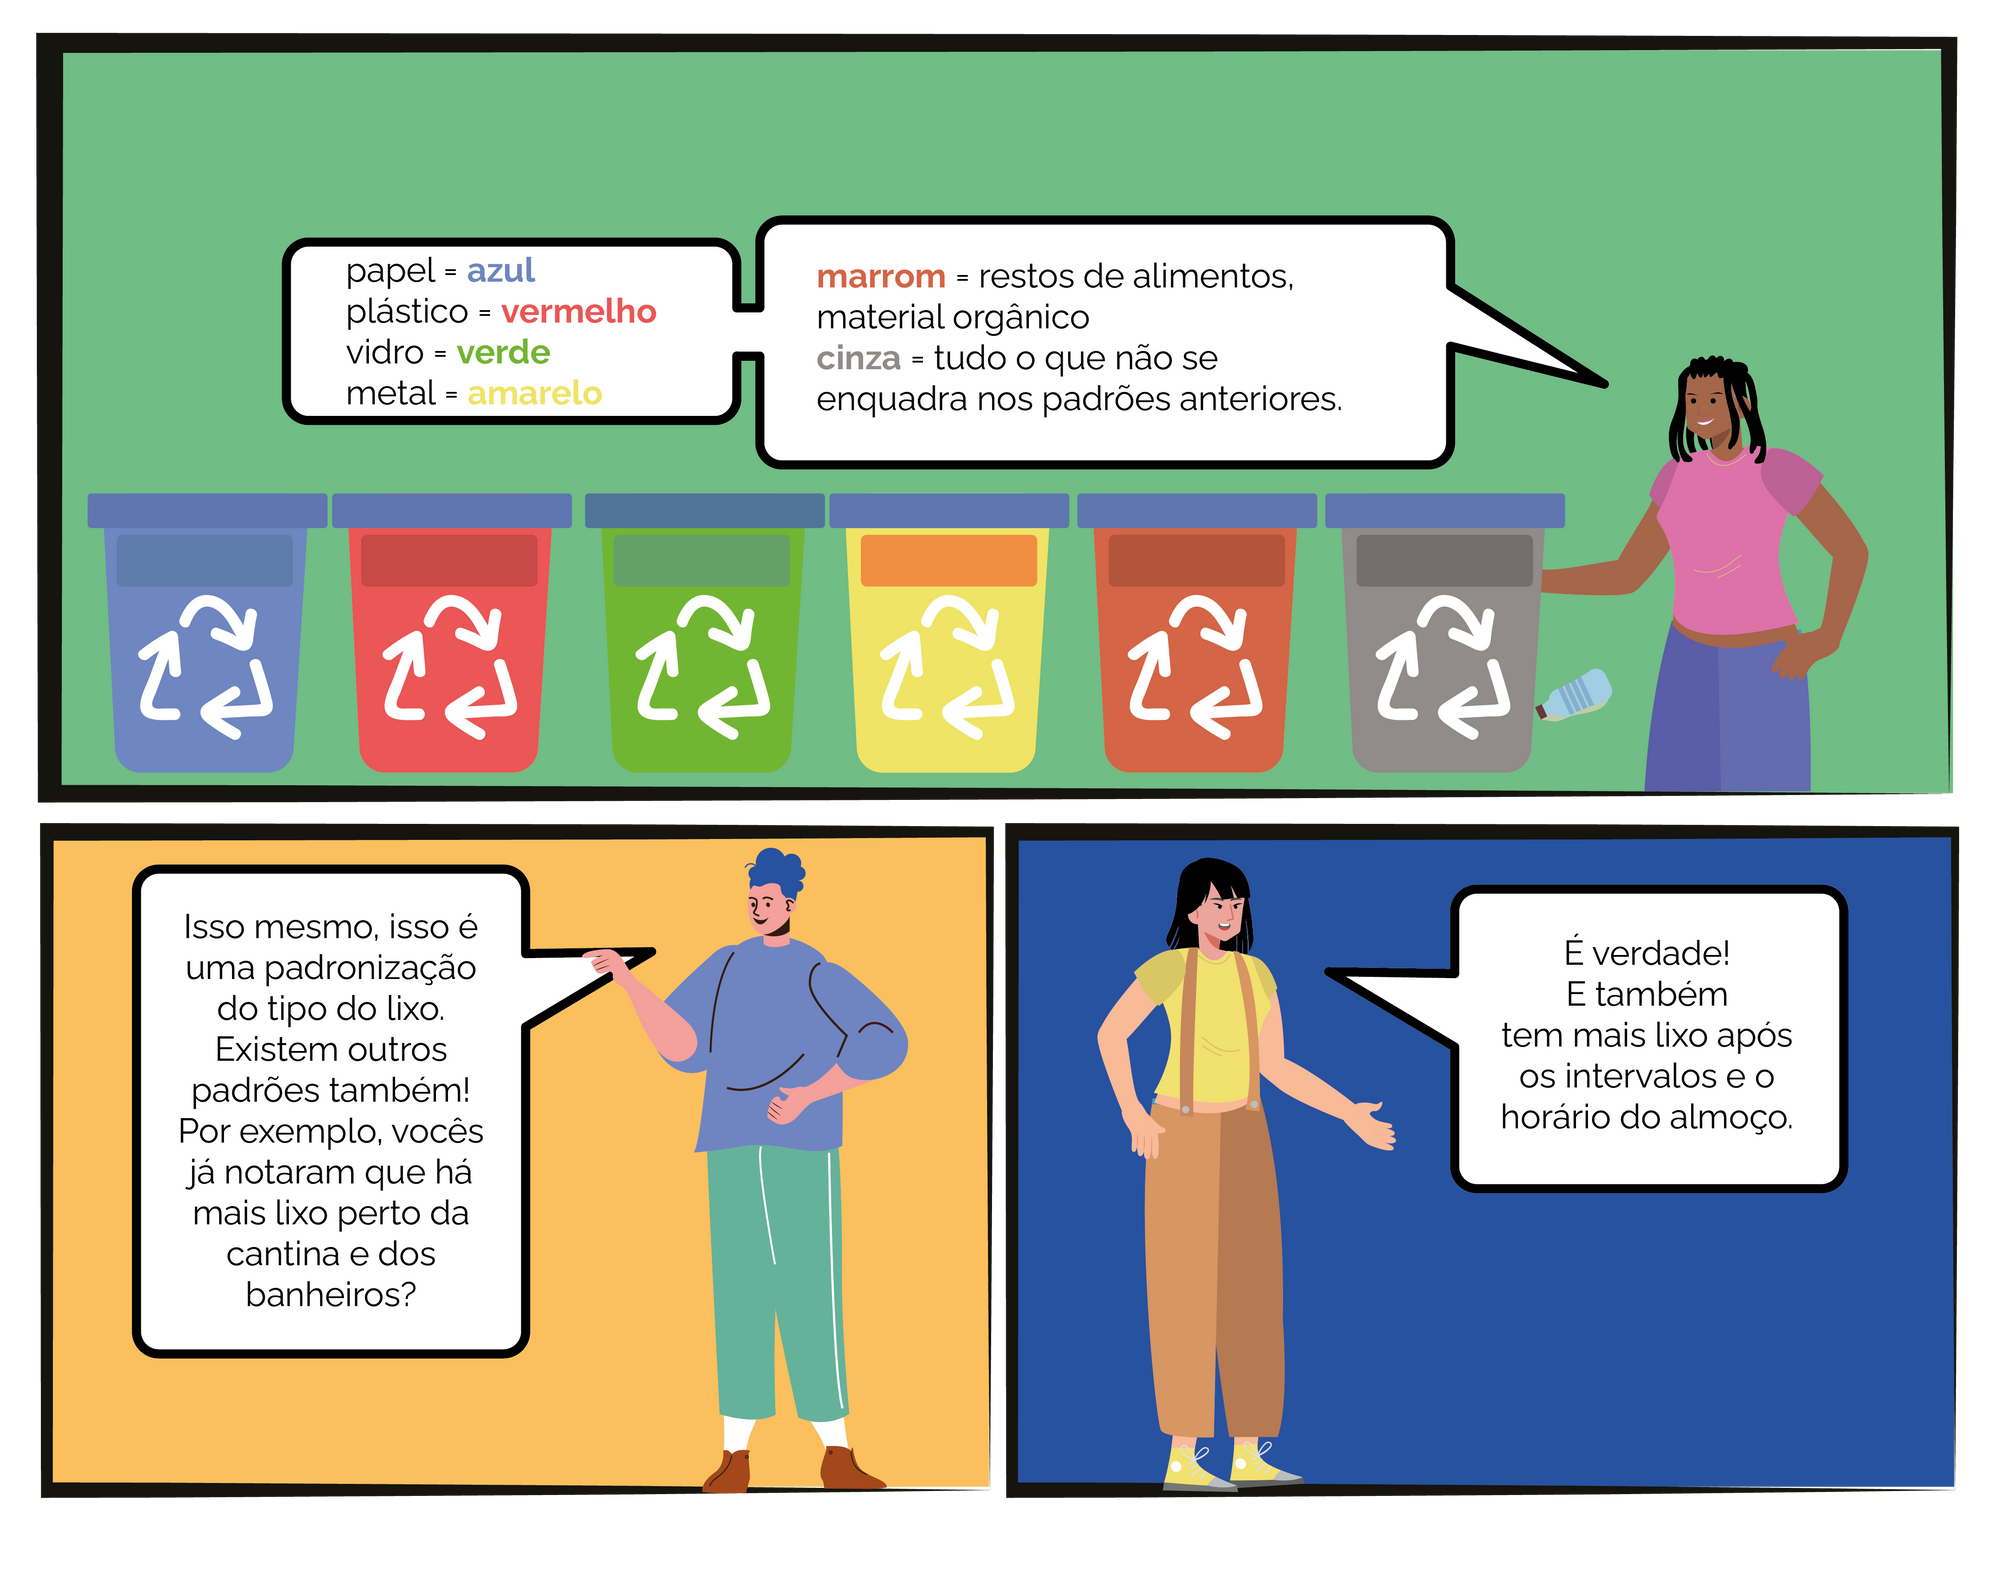 papel = azul
plástico = vermelho
vidro = verde
metal = amarelo
marrom = restos de alimentos,
material orgânico
cinza = tudo o que não se
enquadra nos padrões anteriores.
Isso mesmo, isso é
uma padronização
do tipo do lixo.
Existem outros
padrões também!
Por exemplo, vocês
já notaram que há
mais lixo perto da
cantina e dos
banheiros?
É verdade!
E também
tem mais lixo após
os intervalos e o
horário do almoço.